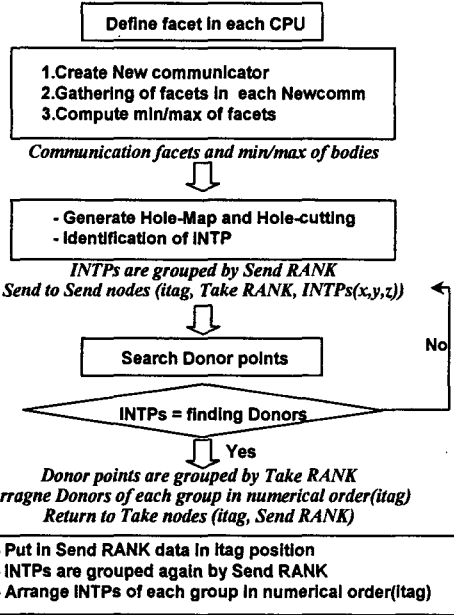 Define facet in each CPU
1.Create New communicator
2.Gathering of facets in each Newcomm
3.Compute min/max of facets
Communication facets and min/max of bodies
- Generate Hole-Map and Hole-cutting
- Identification of INTP
INTPs are grouped by Send RANK
Send to Send nodes (itag, Take RANK, INTPs(x,y,z))
Search Donor points
No
INTPs = finding Donors
Yes
Donor points are grouped by Take RANK
rragne Donors of each group in numerical order(itag)
Return to Take nodes (itag, Send RANK)
- Put in Send RANK data in itag position
- INTPs are grouped again by Send RANK
- Arrange INTPs of each group in numerical order(itag)